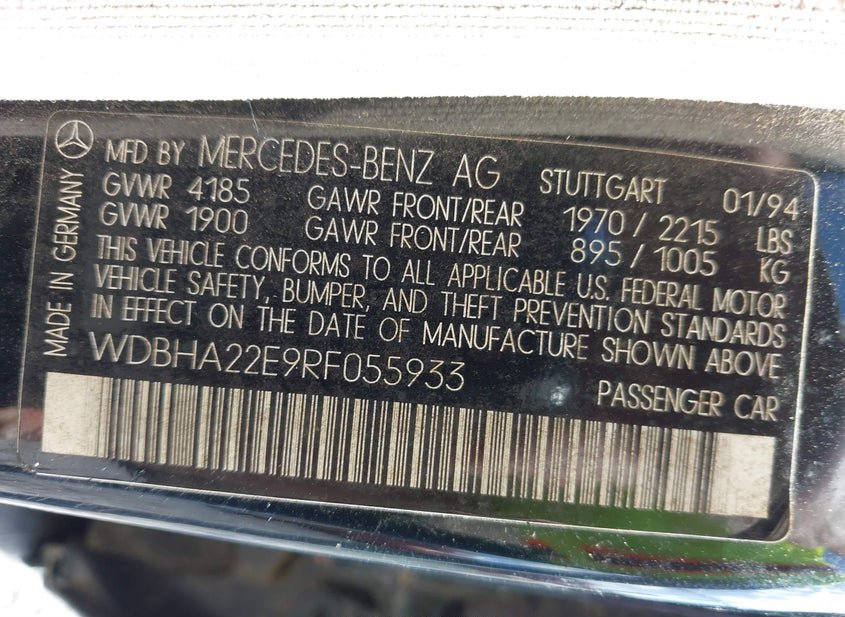 MFD BY MERCEDES-BENZ AG STUTTGART 01/94
GVWR 4185 GAWR FRONT/REAR 1970 / 2215 LBS
GVWR 1900 GAWR FRONT/REAR 895 / 1005 KG
THIS VEHICLE CONFORMS TO ALL APPLICABLE U.S. FEDERAL MOTOR
VEHICLE SAFETY, BUMPER, AND THEFT PREVENTION STANDARDS
IN EFFECT ON THE DATE OF MANUFACTURE SHOWN ABOVE
WDBHA22E9RF055933
PASSENGER CAR
MADE IN GERMANY